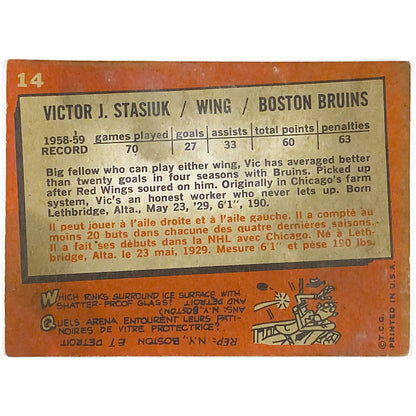 14
VICTOR J. STASIUK / WING / BOSTON BRUINS
1958-59 games played goals assists total points penalties
RECORD 70 27 33 60 63
Big fellow who can play either wing, Vic has averaged better
than twenty goals in four seasons with Bruins. Picked up
after Red Wings soured on him. Originally in Chicago's farm
system, Vic's an honest worker who never lets up. Born
Lethbridge, Alta., May 23, '29, 6'1", 190.
Il peut jouer à l'aile droite et à l'aile gauche. Il a compté au
moins 20 buts dans chacune des quatre dernières saisons.
Il a fait ses débuts dans la NHL avec Chicago. Né à Leth-
bridge, Alta. le 23 mai, 1929. Mesure 6'1" et pèse 190 lbs.
WHICH RINKS SURROUND ICE SURFACE WITH
SHATTER-PROOF GLASS?
ANS: N.Y., BOSTON, AND DETROIT
QUELS ARENA ENTOURENT LEURS PATI-
NOIRES DE VITRE PROTECTRICE?
REP: N.Y., BOSTON ET DETROIT
© T.C.G. PRINTED IN U.S.A.